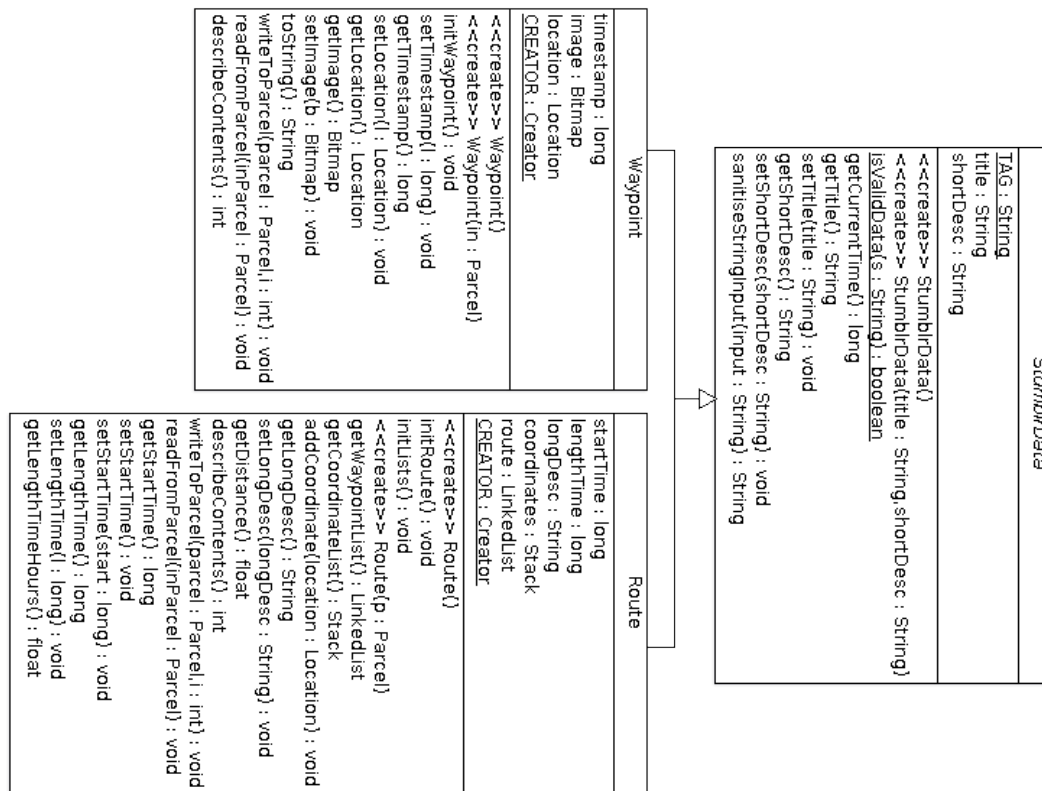 StumblrData
TAG : String
title : String
shortDesc : String
<<create>> StumblrData()
<<create>> StumblrData(title : String,shortDesc : String)
isValidData(s : String) : boolean
getCurrentTime() : long
getTitle() : String
setTitle(title : String) : void
getShortDesc() : String
setShortDesc(shortDesc : String) : void
sanitiseStringInput(input : String) : String
Waypoint
timestamp : long
image : Bitmap
location : Location
CREATOR : Creator
<<create>> Waypoint()
<<create>> Waypoint(in : Parcel)
initWaypoint() : void
setTimestamp(l : long) : void
getTimestamp() : long
setLocation(l : Location) : void
getLocation() : Location
getImage() : Bitmap
setImage(b : Bitmap) : void
toString() : String
writeToParcel(parcel : Parcel,i : int) : void
readFromParcel(inParcel : Parcel) : void
describeContents() : int
Route
startTime : long
lengthTime : long
longDesc : String
coordinates : Stack
route : LinkedList
CREATOR : Creator
<<create>> Route()
initRoute() : void
initLists() : void
<<create>> Route(p : Parcel)
getWaypointList() : LinkedList
getCoordinateList() : Stack
addCoordinate(location : Location) : void
getLongDesc() : String
setLongDesc(longDesc : String) : void
getDistance() : float
describeContents() : int
writeToParcel(parcel : Parcel,i : int) : void
readFromParcel(inParcel : Parcel) : void
getStartTime() : long
setStartTime() : void
setStartTime(start : long) : void
getLengthTime() : long
setLengthTime(l : long) : void
getLengthTimeHours() : float